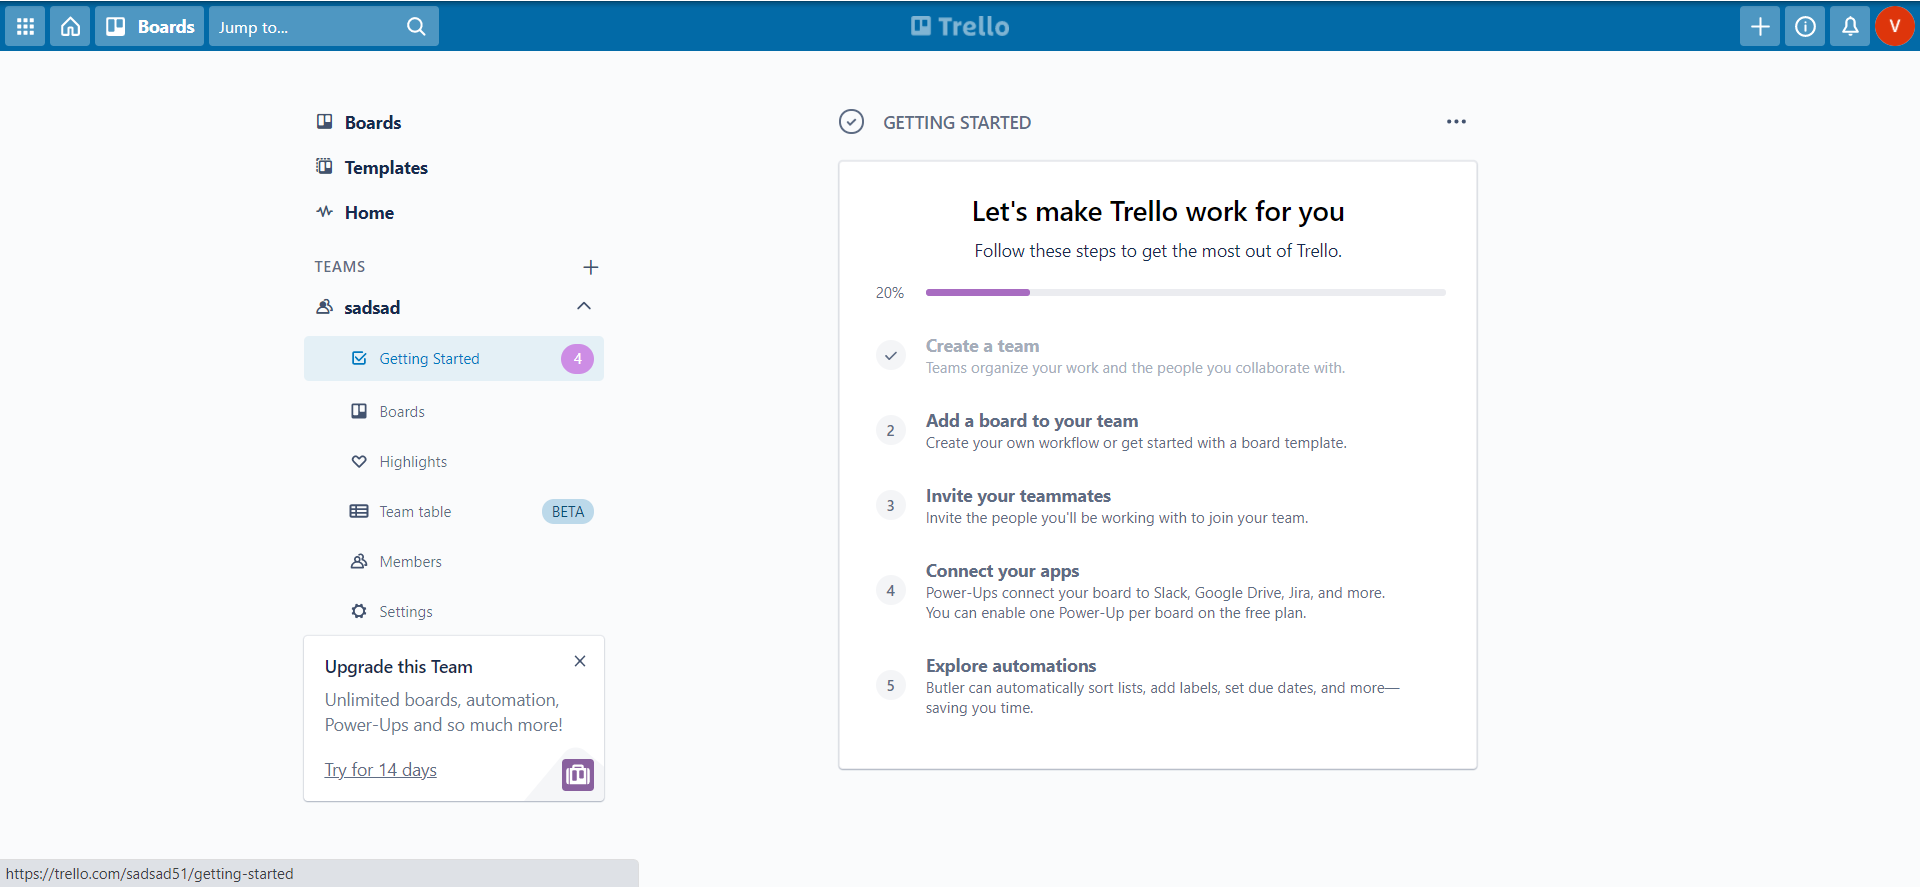 Boards
Jump to...
Trello
V
Boards
Templates
Home
TEAMS
sadsad
Getting Started 4
Boards
Highlights
Team table BETA
Members
Settings
Upgrade this Team
Unlimited boards, automation,
Power-Ups and so much more!
Try for 14 days
GETTING STARTED
Let's make Trello work for you
Follow these steps to get the most out of Trello.
20%
Create a team
Teams organize your work and the people you collaborate with.
2
Add a board to your team
Create your own workflow or get started with a board template.
3
Invite your teammates
Invite the people you'll be working with to join your team.
4
Connect your apps
Power-Ups connect your board to Slack, Google Drive, Jira, and more.
You can enable one Power-Up per board on the free plan.
5
Explore automations
Butler can automatically sort lists, add labels, set due dates, and more—
saving you time.
https://trello.com/sadsad51/getting-started